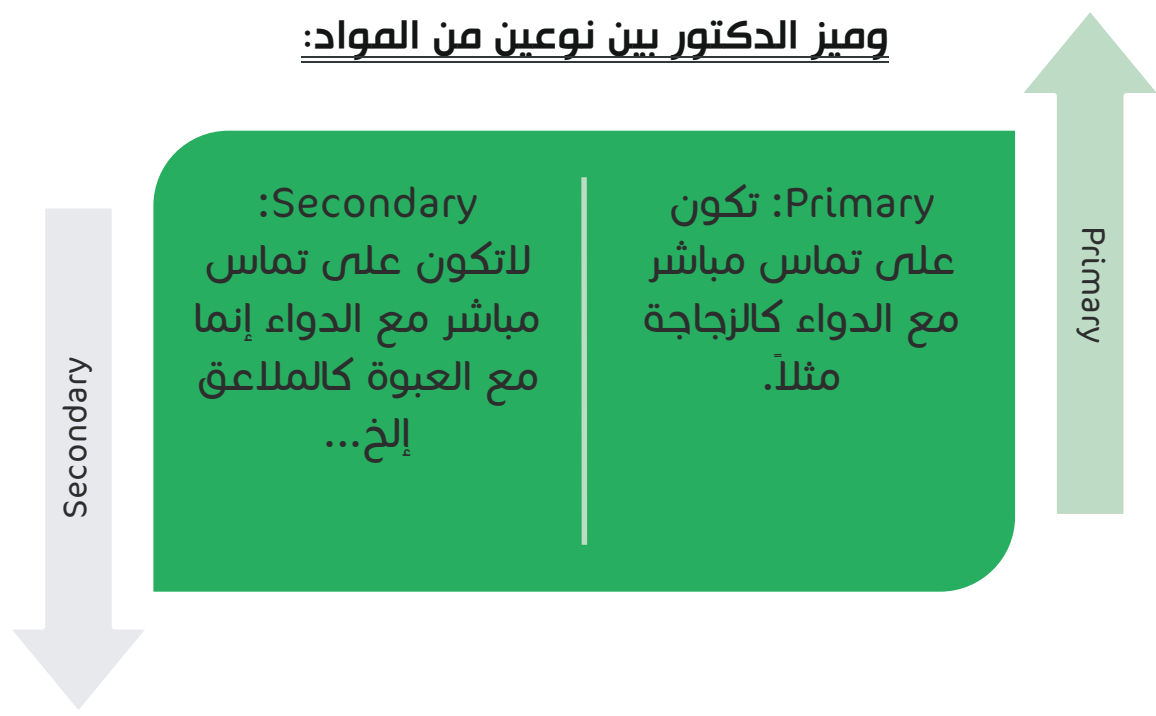 وميز الدكتور بين نوعين من المواد:
Primary: تكون
على تماس مباشر
مع الدواء كالزجاجة
مثلاً.
Secondary:
لاتكون على تماس
مباشر مع الدواء إنما
مع العبوة كالملاعق
إلخ...
Primary
Secondary